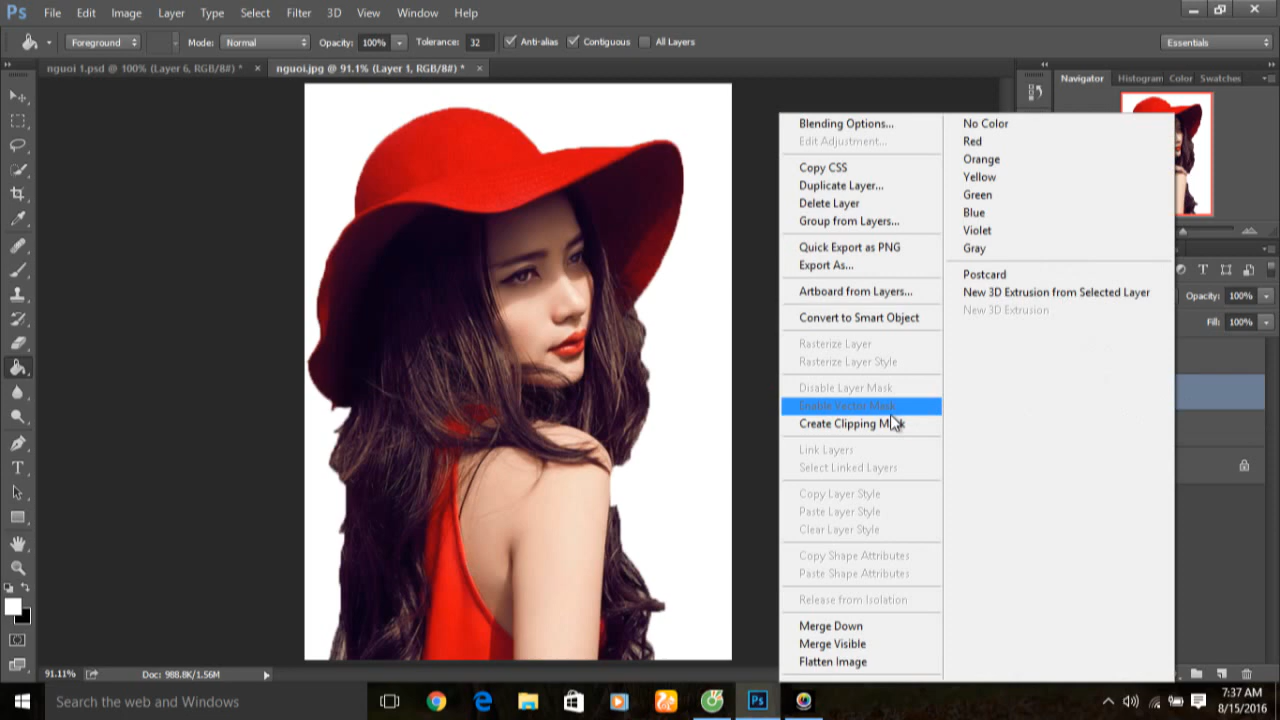 Ps File Edit Image Layer Type Select Filter 3D View Window Help
Foreground Mode: Normal Opacity: 100% Tolerance: 32 Anti-alias Contiguous All Layers Essentials
nguoi 1.psd @ 100% (Layer 6, RGB/8#) * × nguoi.jpg @ 91.1% (Layer 1, RGB/8#) * ×
Navigator Histogram Color Swatches
Blending Options...
Edit Adjustment...
Copy CSS
Duplicate Layer...
Delete Layer
Group from Layers...
Quick Export as PNG
Export As...
Artboard from Layers...
Convert to Smart Object
Rasterize Layer
Rasterize Layer Style
Disable Layer Mask
Enable Vector Mask
Create Clipping Mask
Link Layers
Select Linked Layers
Copy Layer Style
Paste Layer Style
Clear Layer Style
Copy Shape Attributes
Paste Shape Attributes
Release from Isolation
Merge Down
Merge Visible
Flatten Image
No Color
Red
Orange
Yellow
Green
Blue
Violet
Gray
Postcard
New 3D Extrusion from Selected Layer
New 3D Extrusion
Opacity: 100%
Fill: 100%
91.11% Doc: 988.8K/1.56M
Search the web and Windows
Ps
7:37 AM
8/15/2016